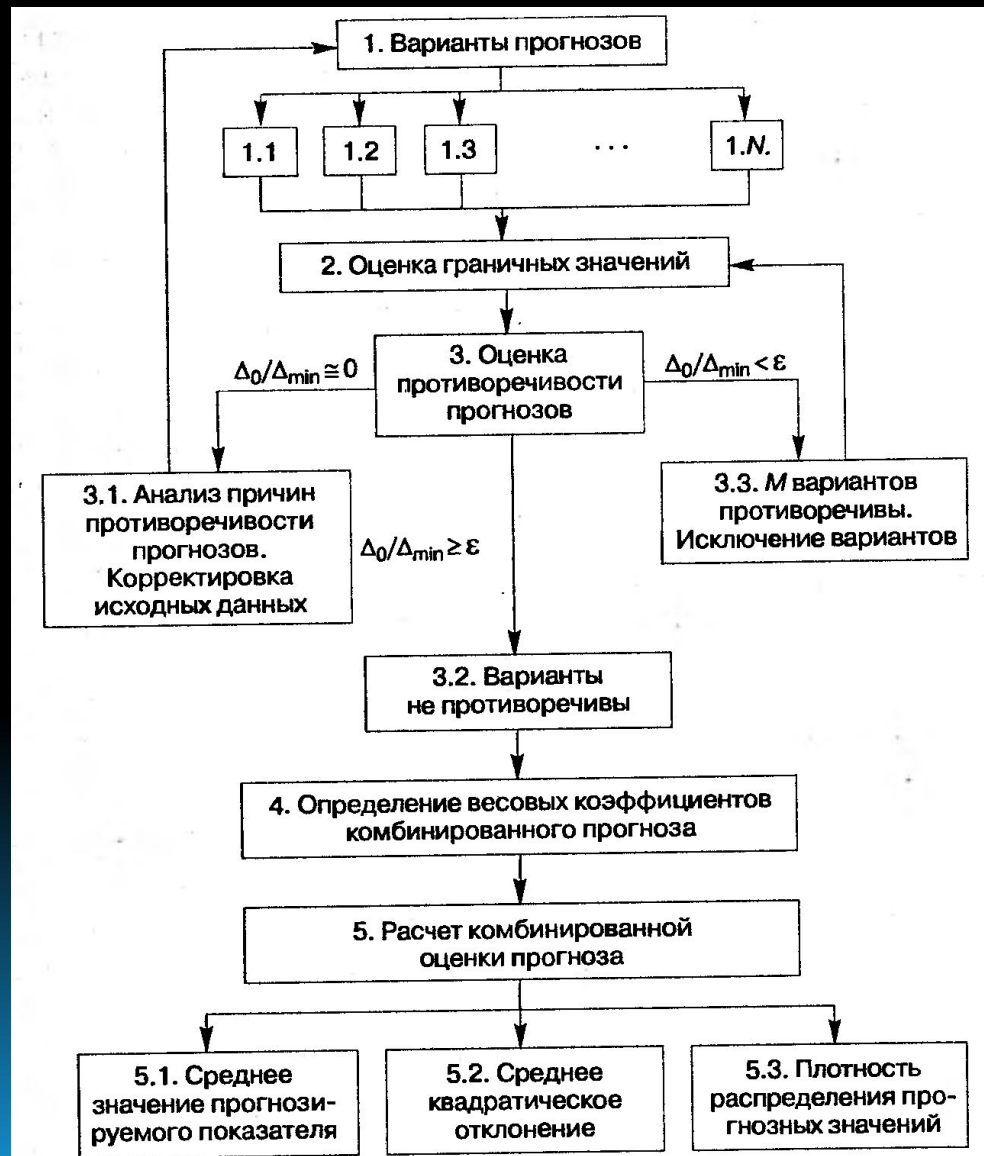 1. Варианты прогнозов
1.1
1.2
1.3
...
1.N.
2. Оценка граничных значений
3. Оценка
противоречивости
прогнозов
Δ₀/Δmin ≅ 0
Δ₀/Δmin < ε
3.1. Анализ причин
противоречивости
прогнозов.
Корректировка
исходных данных
Δ₀/Δmin ≥ ε
3.3. M вариантов
противоречивы.
Исключение вариантов
3.2. Варианты
не противоречивы
4. Определение весовых коэффициентов
комбинированного прогноза
5. Расчет комбинированной
оценки прогноза
5.1. Среднее
значение прогнози-
руемого показателя
5.2. Среднее
квадратическое
отклонение
5.3. Плотность
распределения про-
гнозных значений